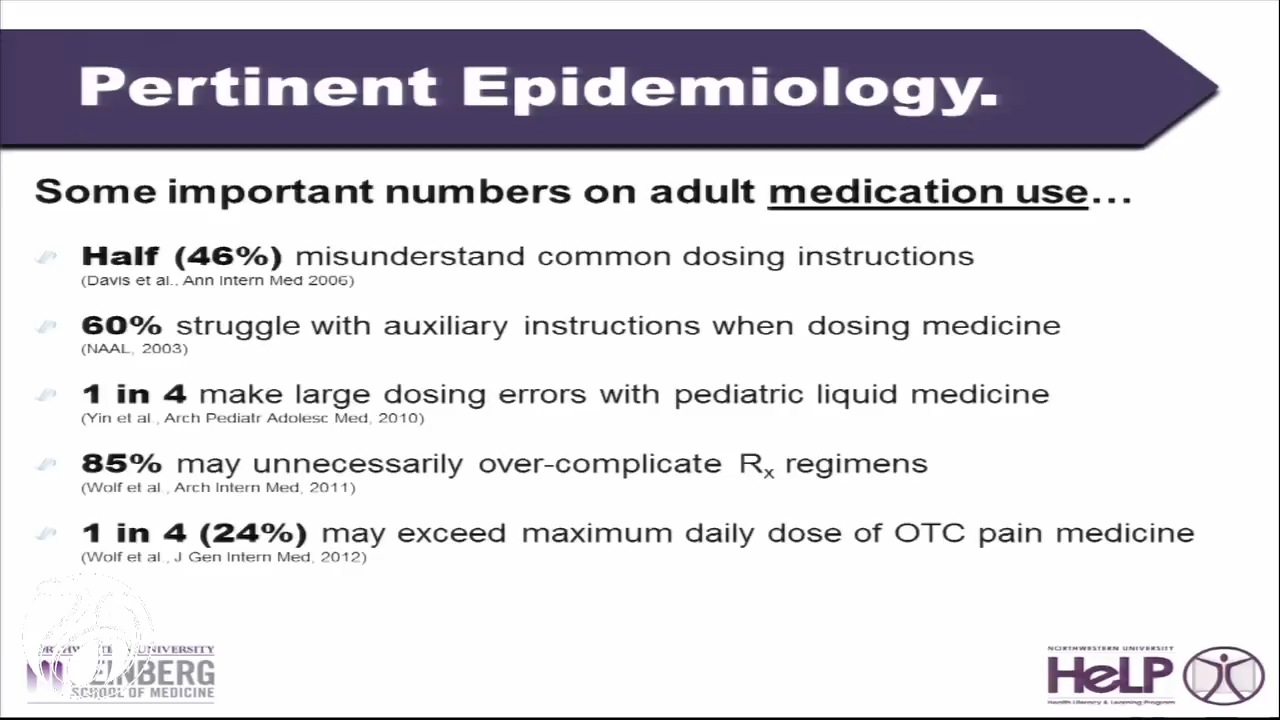 Pertinent Epidemiology.
Some important numbers on adult medication use...
Half (46%) misunderstand common dosing instructions
(Davis et al., Ann Intern Med 2006)
60% struggle with auxiliary instructions when dosing medicine
(NAAL, 2003)
1 in 4 make large dosing errors with pediatric liquid medicine
(Yin et al., Arch Pediatr Adolesc Med, 2010)
85% may unnecessarily over-complicate Rx regimens
(Wolf et al., Arch Intern Med, 2011)
1 in 4 (24%) may exceed maximum daily dose of OTC pain medicine
(Wolf et al., J Gen Intern Med, 2012)
UNIVERSITY
SCHOOL OF MEDICINE
NORTHWESTERN UNIVERSITY
HeLP
Health Literacy & Learning Program